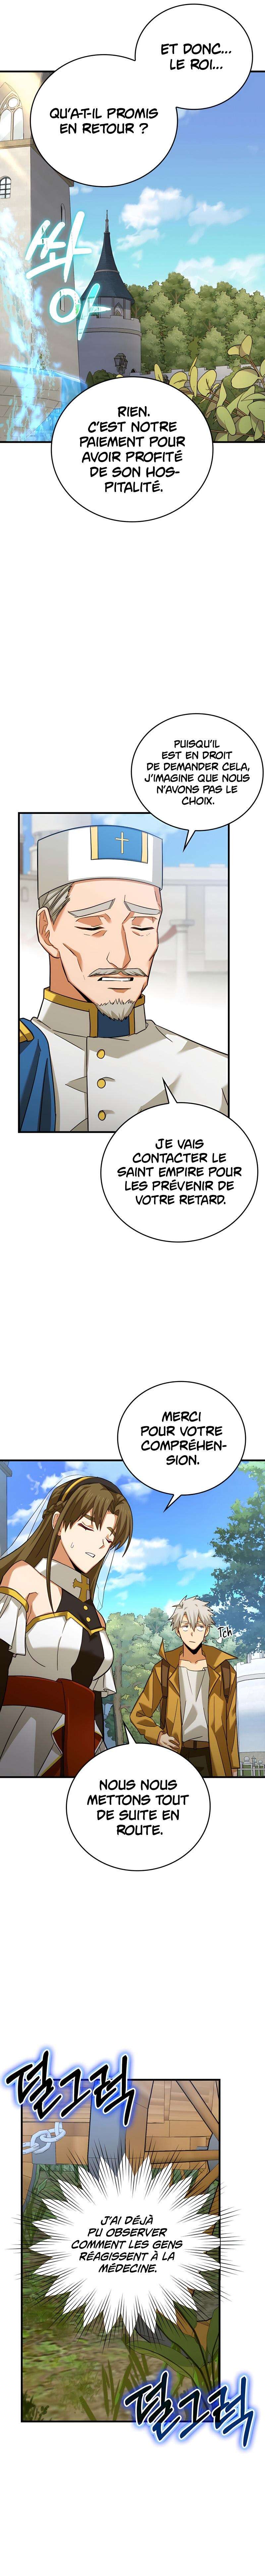 ET DONC...
LE ROI...
QU'A-T-IL PROMIS
EN RETOUR ?
쏴
아
RIEN.
C'EST NOTRE
PAIEMENT POUR
AVOIR PROFITÉ
DE SON HOS-
PITALITÉ.
PUISQU'IL
EST EN DROIT
DE DEMANDER CELA,
J'IMAGINE QUE NOUS
N'AVONS PAS LE
CHOIX.
JE VAIS
CONTACTER LE
SAINT EMPIRE POUR
LES PRÉVENIR DE
VOTRE RETARD.
MERCI
POUR VOTRE
COMPRÉHEN-
SION.
Tch
NOUS NOUS
METTONS TOUT
DE SUITE EN
ROUTE.
덜그럭
J'AI DÉJÀ
PU OBSERVER
COMMENT LES GENS
RÉAGISSENT À LA
MÉDECINE.
덜그럭